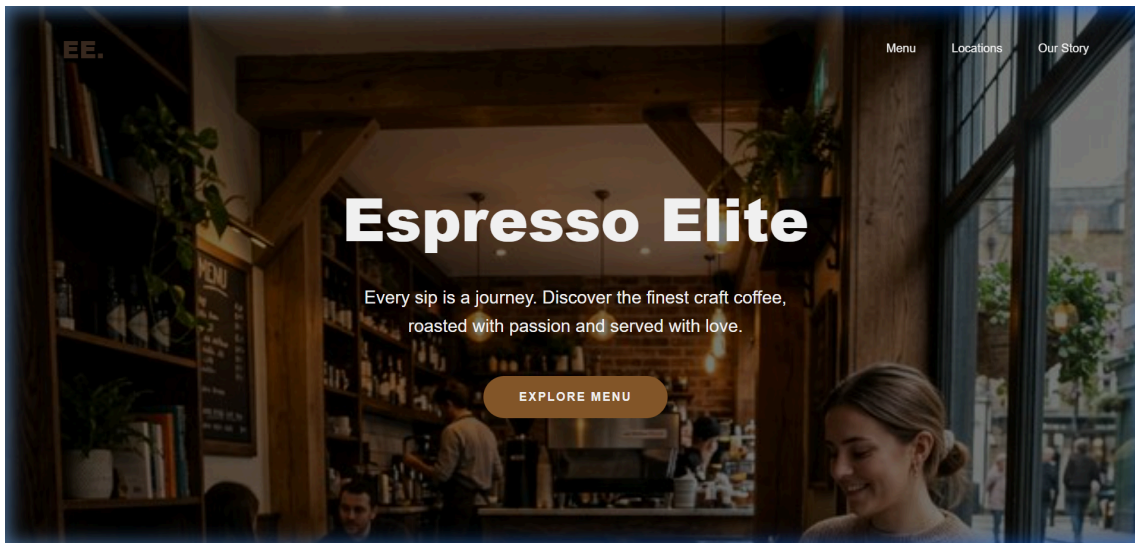 EE.
Menu
Locations
Our Story
Espresso Elite
Every sip is a journey. Discover the finest craft coffee,
roasted with passion and served with love.
EXPLORE MENU
MENU